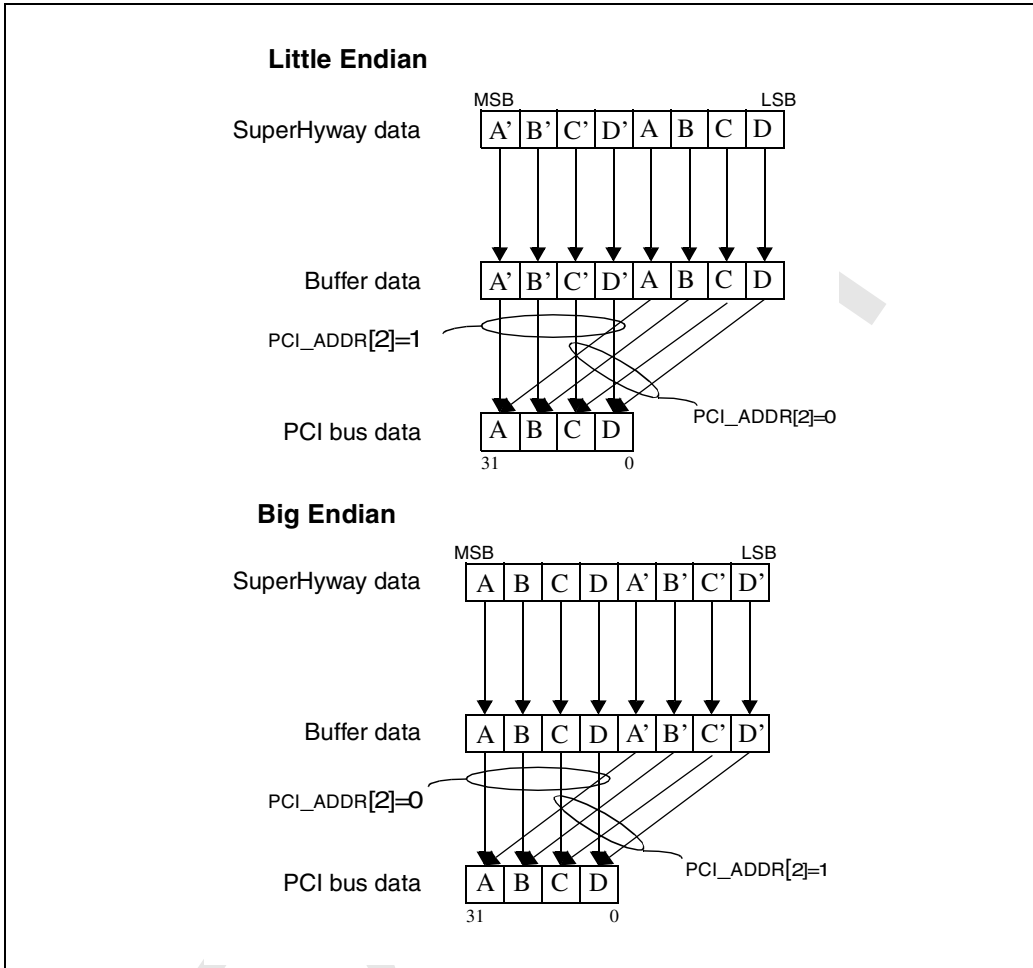 Little Endian
MSB LSB
SuperHyway data A' B' C' D' A B C D
Buffer data A' B' C' D' A B C D
PCI_ADDR[2]=1
PCI_ADDR[2]=0
PCI bus data A B C D
31 0
Big Endian
MSB LSB
SuperHyway data A B C D A' B' C' D'
Buffer data A B C D A' B' C' D'
PCI_ADDR[2]=0
PCI_ADDR[2]=1
PCI bus data A B C D
31 0